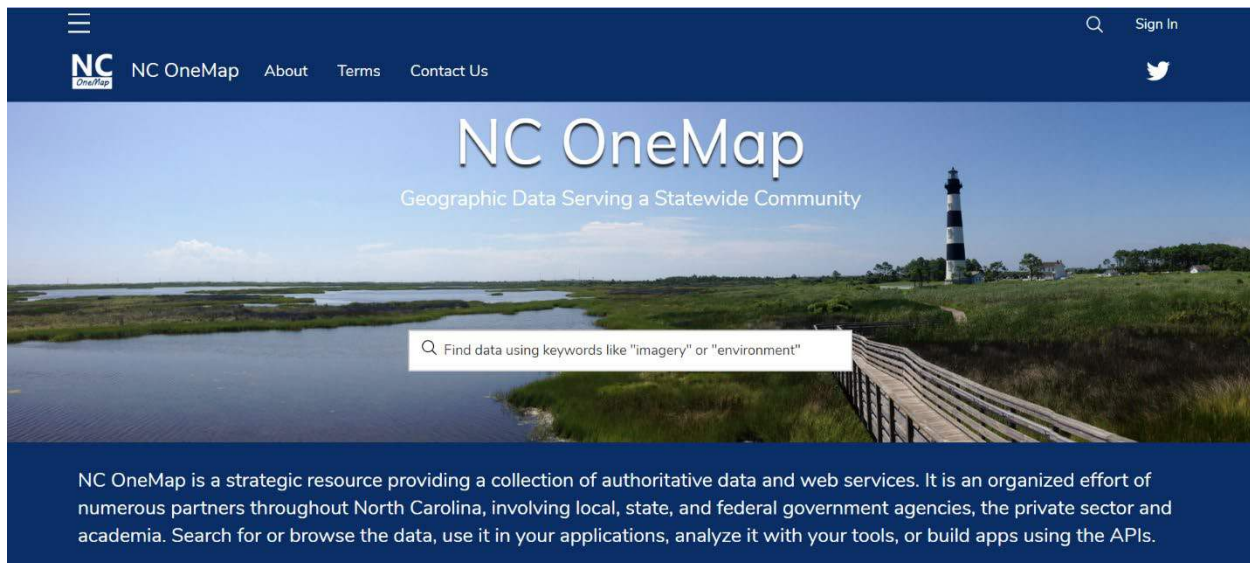 Sign In
NC
OneMap
NC OneMap
About
Terms
Contact Us
NC OneMap
Geographic Data Serving a Statewide Community
Find data using keywords like "imagery" or "environment"
NC OneMap is a strategic resource providing a collection of authoritative data and web services. It is an organized effort of
numerous partners throughout North Carolina, involving local, state, and federal government agencies, the private sector and
academia. Search for or browse the data, use it in your applications, analyze it with your tools, or build apps using the APIs.